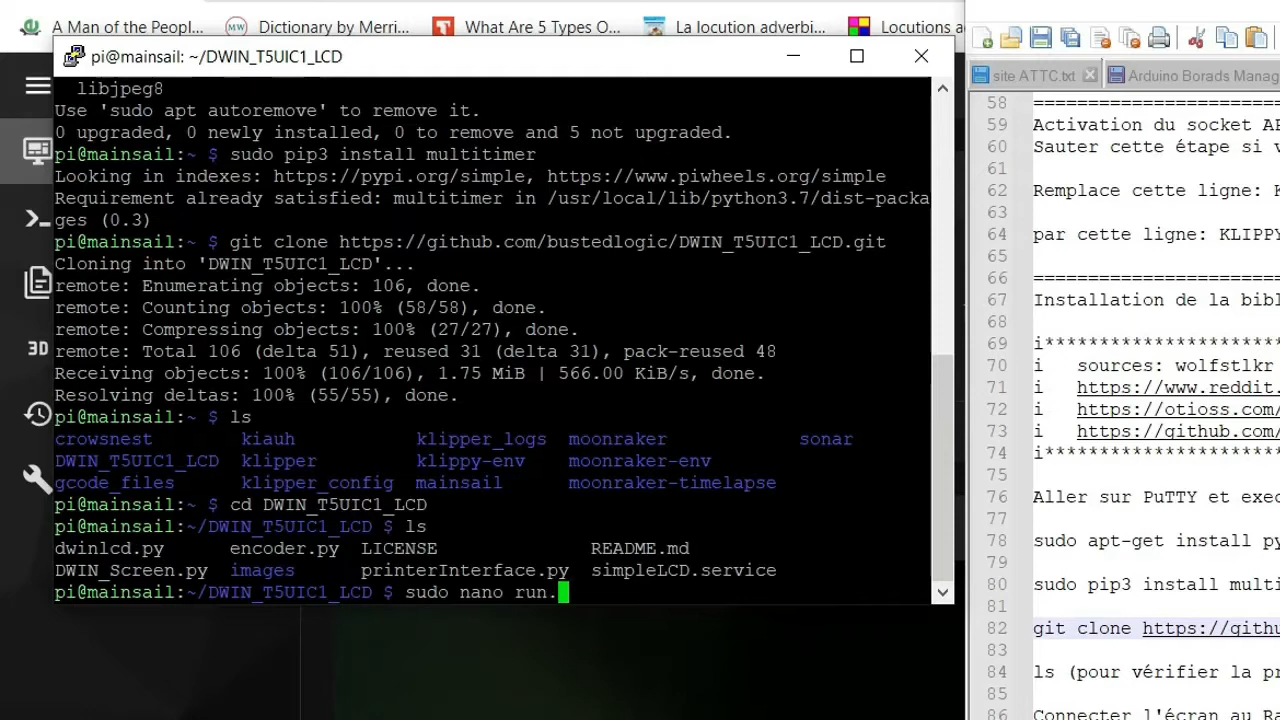 A Man of the Peopl...
Dictionary by Merri...
What Are 5 Types O...
La locution adverbi...
Locutions a
pi@mainsail: ~/DWIN_T5UIC1_LCD
libjpeg8
Use 'sudo apt autoremove' to remove it.
0 upgraded, 0 newly installed, 0 to remove and 5 not upgraded.
pi@mainsail:~ $ sudo pip3 install multitimer
Looking in indexes: https://pypi.org/simple, https://www.piwheels.org/simple
Requirement already satisfied: multitimer in /usr/local/lib/python3.7/dist-packa
ges (0.3)
pi@mainsail:~ $ git clone https://github.com/bustedlogic/DWIN_T5UIC1_LCD.git
Cloning into 'DWIN_T5UIC1_LCD'...
remote: Enumerating objects: 106, done.
remote: Counting objects: 100% (58/58), done.
remote: Compressing objects: 100% (27/27), done.
remote: Total 106 (delta 51), reused 31 (delta 31), pack-reused 48
Receiving objects: 100% (106/106), 1.75 MiB | 566.00 KiB/s, done.
Resolving deltas: 100% (55/55), done.
pi@mainsail:~ $ ls
crowsnest kiauh klipper_logs moonraker sonar
DWIN_T5UIC1_LCD klipper klippy-env moonraker-env
gcode_files klipper_config mainsail moonraker-timelapse
pi@mainsail:~ $ cd DWIN_T5UIC1_LCD
pi@mainsail:~/DWIN_T5UIC1_LCD $ ls
dwinlcd.py encoder.py LICENSE README.md
DWIN_Screen.py images printerInterface.py simpleLCD.service
pi@mainsail:~/DWIN_T5UIC1_LCD $ sudo nano run.
3D
site ATTC.txt
Arduino Borads Manag
58 ======================
59 Activation du socket AP
60 Sauter cette étape si v
61
62 Remplace cette ligne: K
63
64 par cette ligne: KLIPPY
65
66 ======================
67 Installation de la bib
68
69 i**********************
70 i sources: wolfstlkr
71 i https://www.reddit.
72 i https://otioss.com/
73 i https://github.com/
74 i**********************
75
76 Aller sur PuTTY et exec
77
78 sudo apt-get install py
79
80 sudo pip3 install multi
81
82 git clone https://githu
83
84 ls (pour vérifier la pr
85
86 Connecter l'écran au Ra